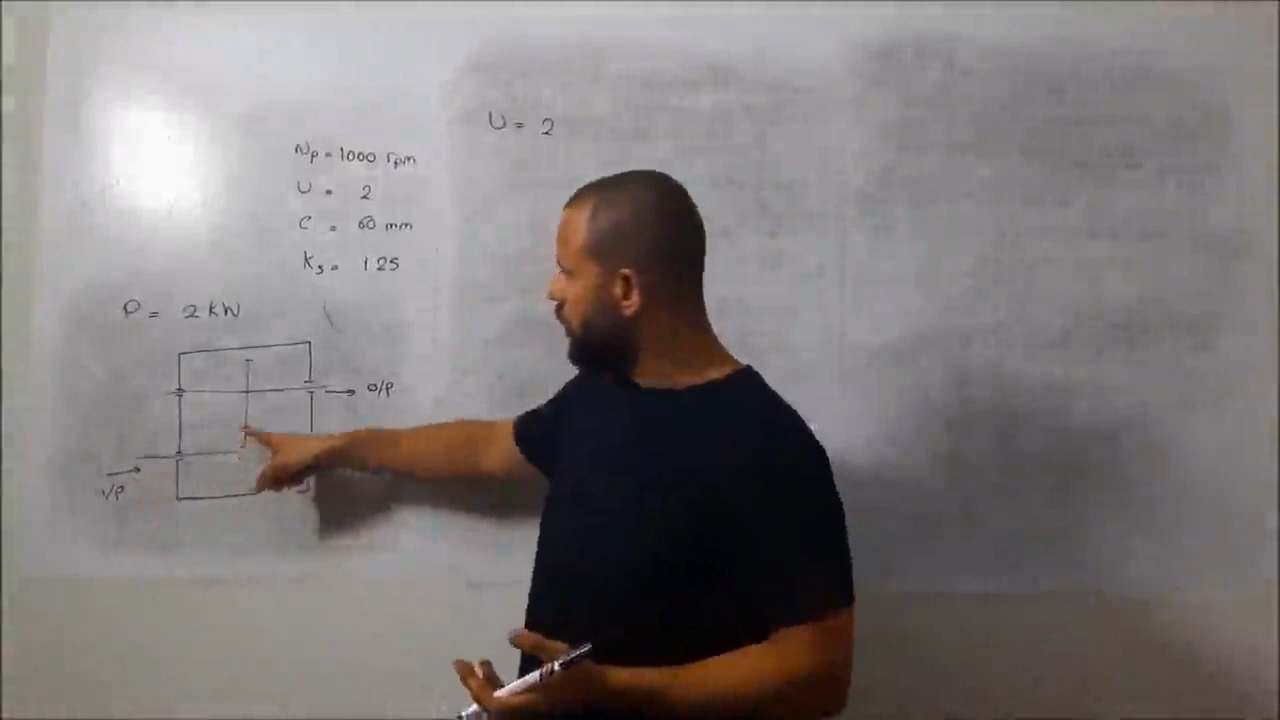 Np = 1000 rpm
U = 2
C = 60 mm
Ks = 1.25
P = 2 kW
O/P
I/P
U = 2